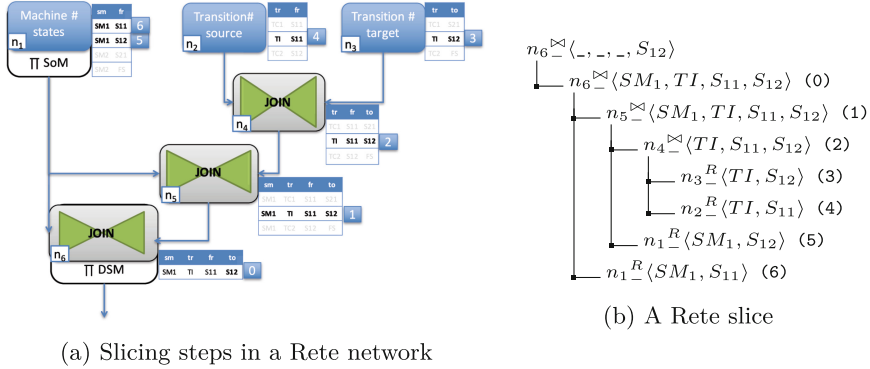 Machine #
states
n1
∏ SoM
sm fr
SM1 S11 6
SM1 S12 5
SM2 S21
SM2 FS
Transition#
source
n2
tr fr
TC1 S11
TI S11 4
TC2 S12
Transition #
target
n3
tr to
TC1 S21
TI S12 3
TC2 FS
JOIN
n4
tr fr to
TC1 S11 S21
TI S11 S12 2
TC2 S12 FS
JOIN
n5
sm tr fr to
SM1 TC1 S11 S21
SM1 TI S11 S12 1
SM1 TC2 S12 FS
JOIN
n6
∏ DSM
sm tr fr to
SM1 TI S11 S12 0
(a) Slicing steps in a Rete network
n₆_⋈⟨_, _, _, S₁₂⟩
n₆_⋈⟨SM₁, TI, S₁₁, S₁₂⟩ (0)
n₅_⋈⟨SM₁, TI, S₁₁, S₁₂⟩ (1)
n₄_⋈⟨TI, S₁₁, S₁₂⟩ (2)
n₃_ᴿ⟨TI, S₁₂⟩ (3)
n₂_ᴿ⟨TI, S₁₁⟩ (4)
n₁_ᴿ⟨SM₁, S₁₂⟩ (5)
n₁_ᴿ⟨SM₁, S₁₁⟩ (6)
(b) A Rete slice